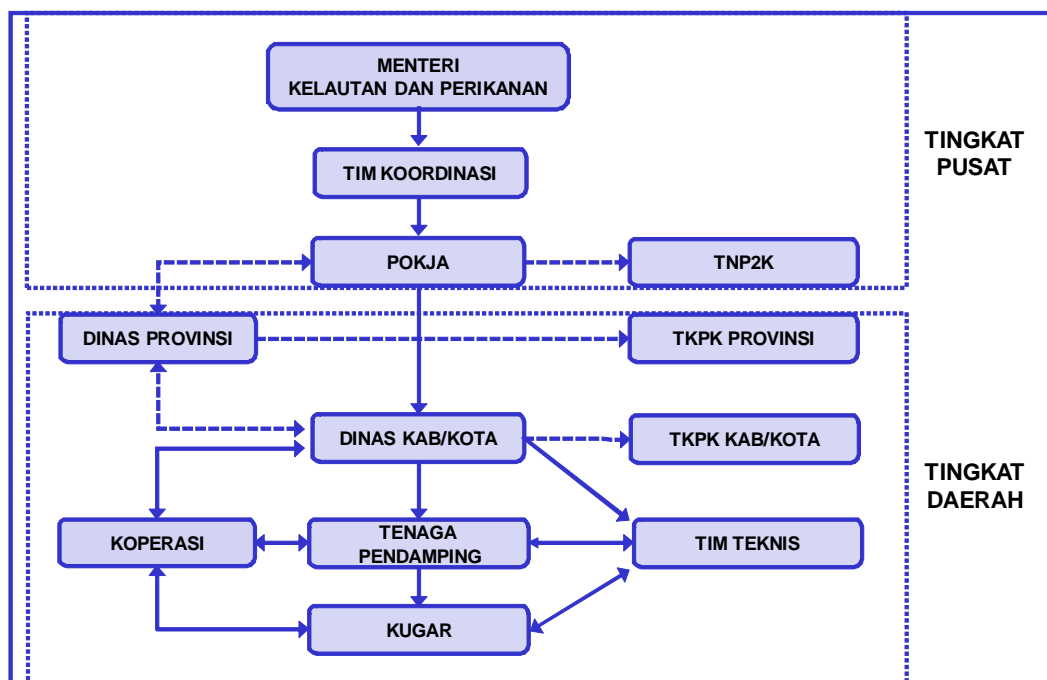 MENTERI
KELAUTAN DAN PERIKANAN
TINGKAT
PUSAT
TIM KOORDINASI
POKJA
TNP2K
DINAS PROVINSI
TKPK PROVINSI
DINAS KAB/KOTA
TKPK KAB/KOTA
TINGKAT
DAERAH
KOPERASI
TENAGA
PENDAMPING
TIM TEKNIS
KUGAR